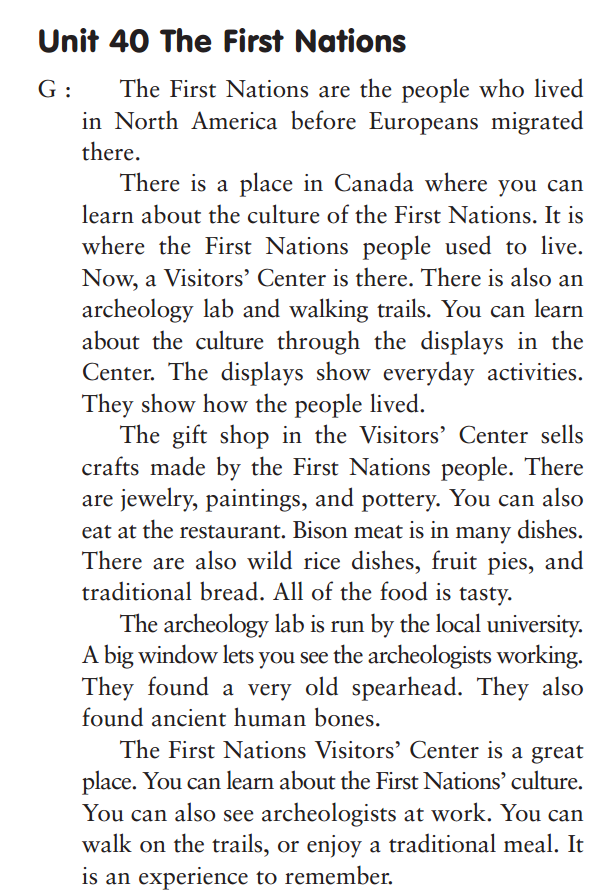 Unit 40 The First Nations
G : The First Nations are the people who lived
in North America before Europeans migrated
there.
There is a place in Canada where you can
learn about the culture of the First Nations. It is
where the First Nations people used to live.
Now, a Visitors’ Center is there. There is also an
archeology lab and walking trails. You can learn
about the culture through the displays in the
Center. The displays show everyday activities.
They show how the people lived.
The gift shop in the Visitors’ Center sells
crafts made by the First Nations people. There
are jewelry, paintings, and pottery. You can also
eat at the restaurant. Bison meat is in many dishes.
There are also wild rice dishes, fruit pies, and
traditional bread. All of the food is tasty.
The archeology lab is run by the local university.
A big window lets you see the archeologists working.
They found a very old spearhead. They also
found ancient human bones.
The First Nations Visitors’ Center is a great
place. You can learn about the First Nations’ culture.
You can also see archeologists at work. You can
walk on the trails, or enjoy a traditional meal. It
is an experience to remember.